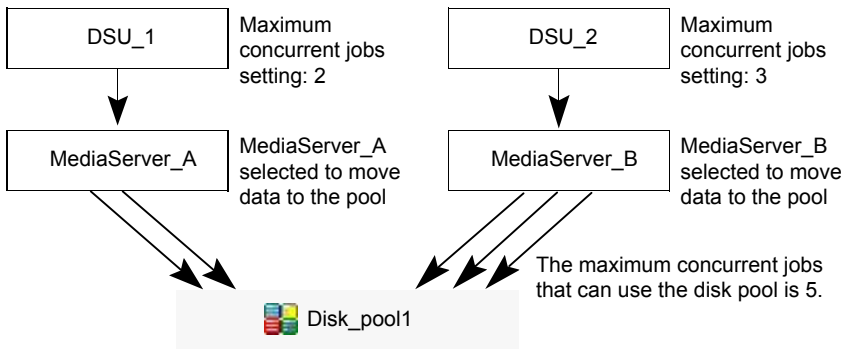 DSU_1
Maximum
concurrent jobs
setting: 2
DSU_2
Maximum
concurrent jobs
setting: 3
MediaServer_A
MediaServer_A
selected to move
data to the pool
MediaServer_B
MediaServer_B
selected to move
data to the pool
The maximum concurrent jobs
that can use the disk pool is 5.
Disk_pool1